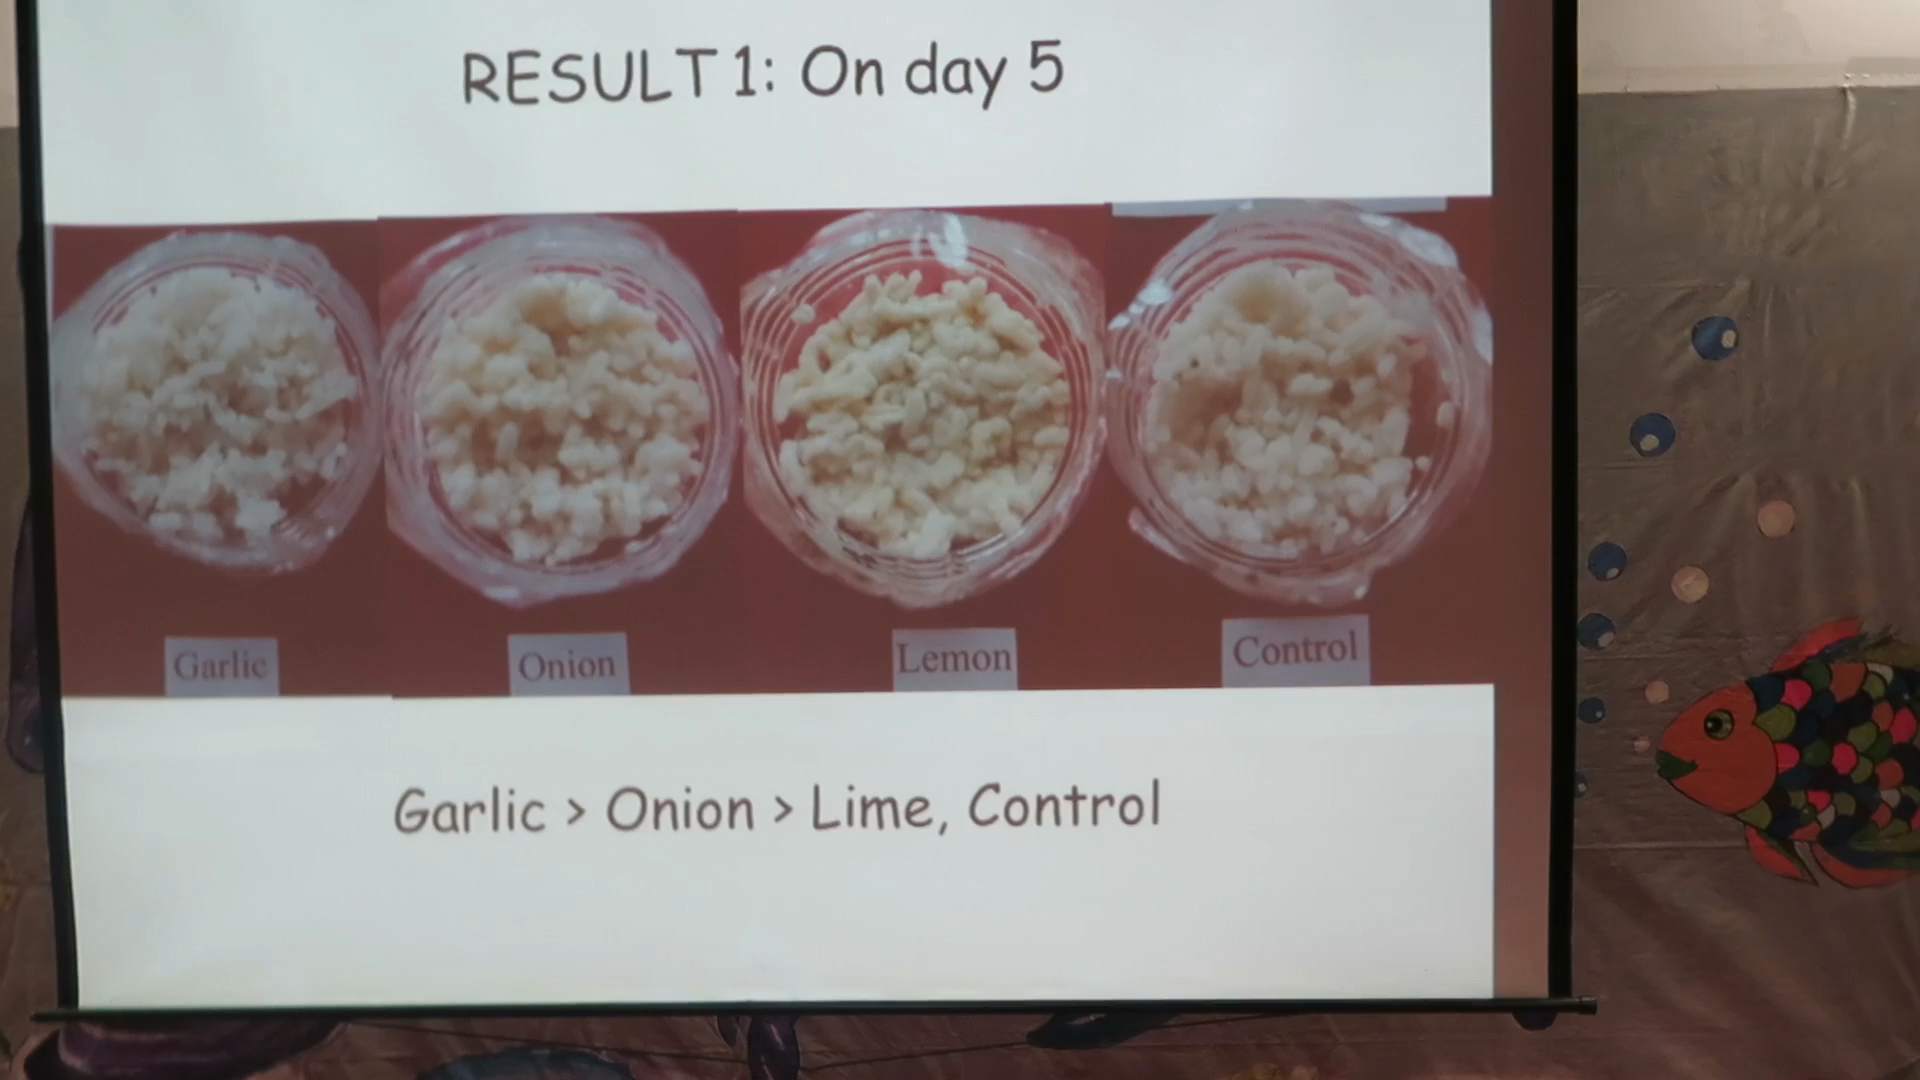 RESULT 1: On day 5
Garlic
Onion
Lemon
Control
Garlic > Onion > Lime, Control